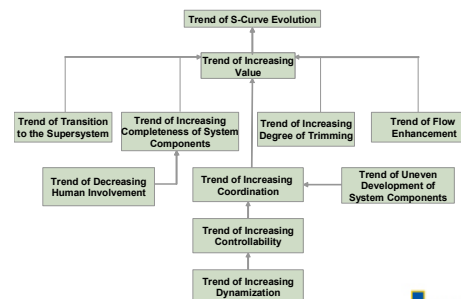 Trend of S-Curve Evolution
Trend of Increasing
Value
Trend of Transition
to the Supersystem
Trend of Increasing
Completeness of System
Components
Trend of Increasing
Degree of Trimming
Trend of Flow
Enhancement
Trend of Decreasing
Human Involvement
Trend of Increasing
Coordination
Trend of Uneven
Development of
System Components
Trend of Increasing
Controllability
Trend of Increasing
Dynamization